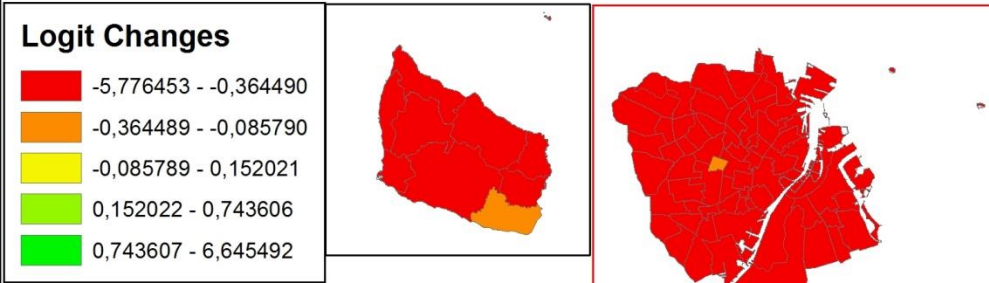 Logit Changes
-5,776453 - -0,364490
-0,364489 - -0,085790
-0,085789 - 0,152021
0,152022 - 0,743606
0,743607 - 6,645492